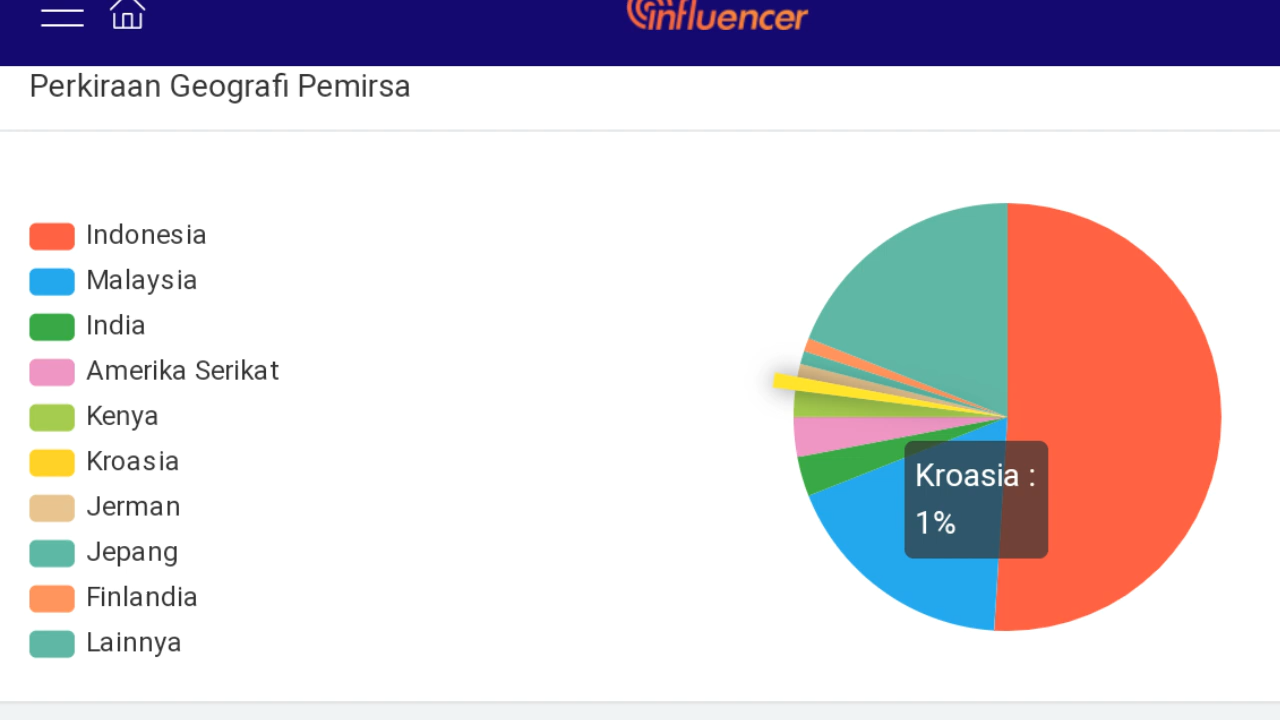 influencer
Perkiraan Geografi Pemirsa
Indonesia
Malaysia
India
Amerika Serikat
Kenya
Kroasia
Jerman
Jepang
Finlandia
Lainnya
Kroasia :
1%